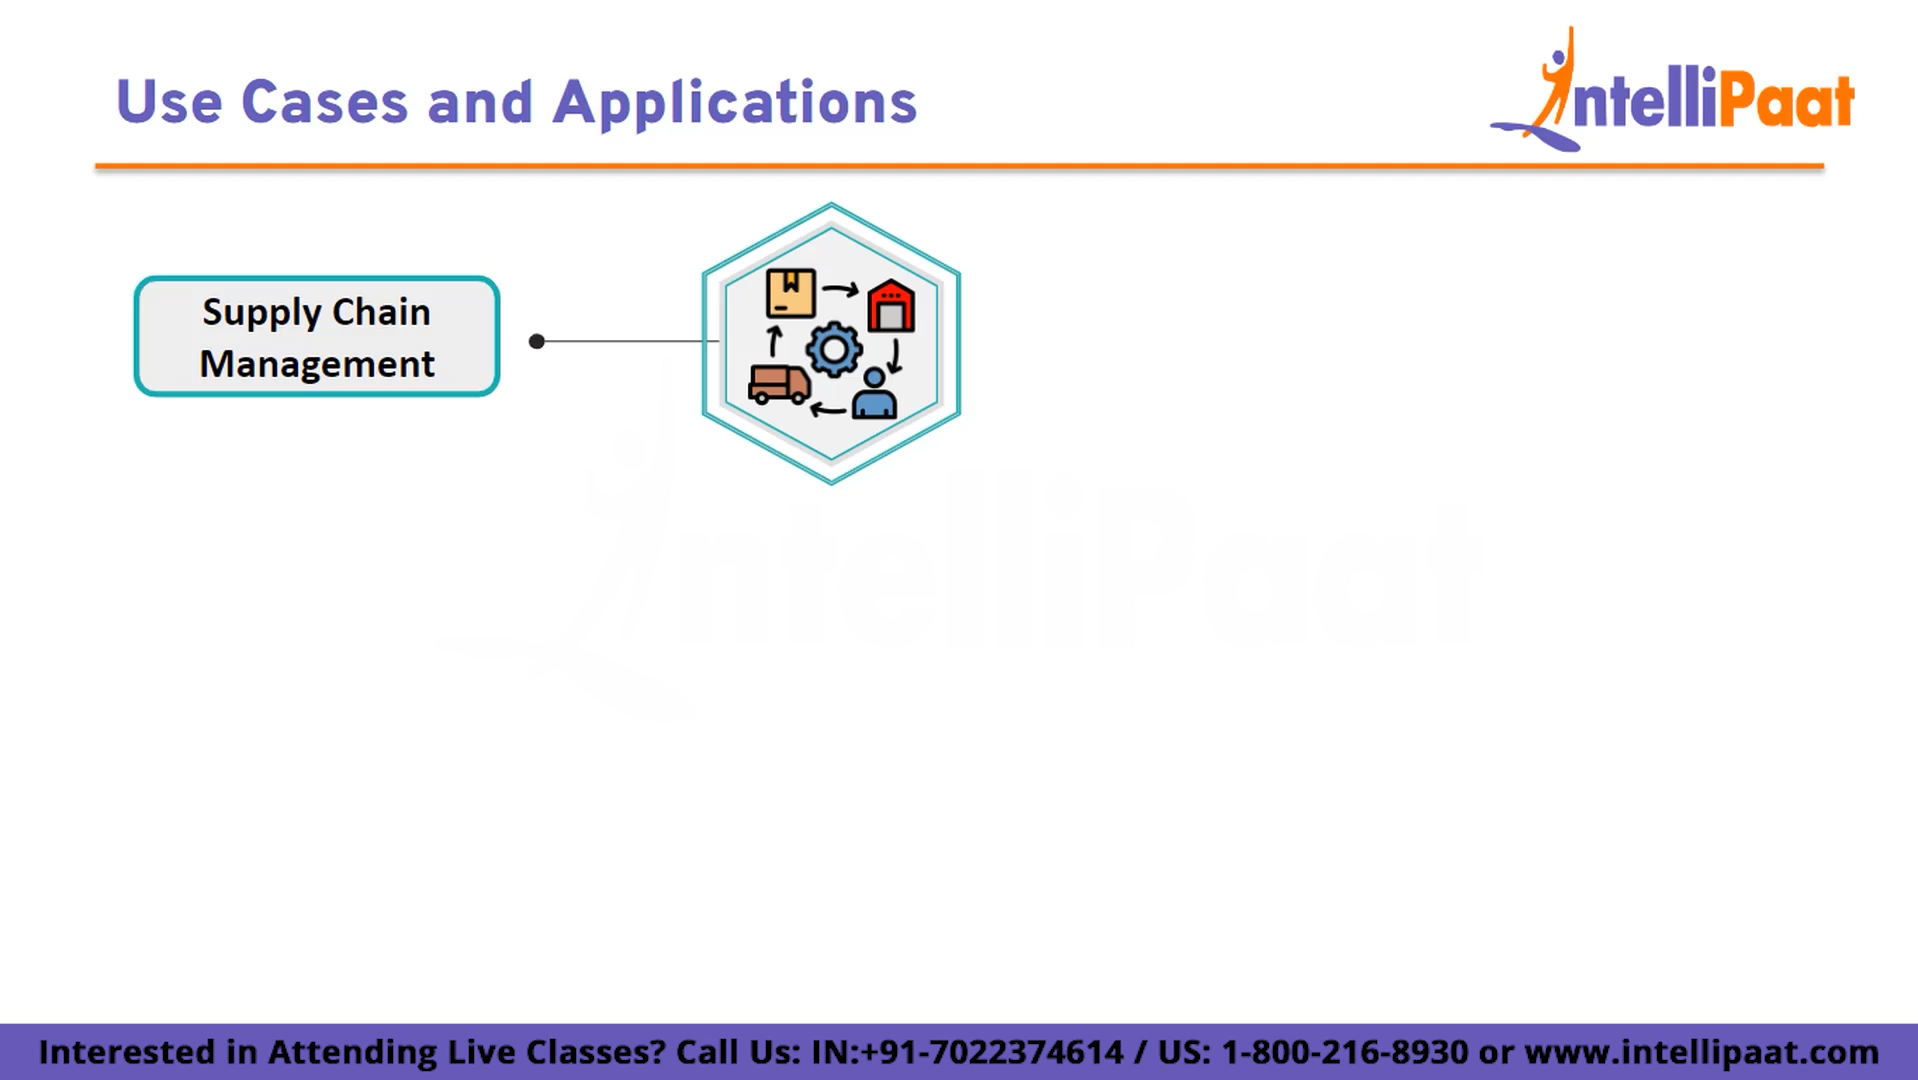 Use Cases and Applications
IntelliPaat
Supply Chain
Management
IntelliPaat
Interested in Attending Live Classes? Call Us: IN:+91-7022374614 / US: 1-800-216-8930 or www.intellipaat.com